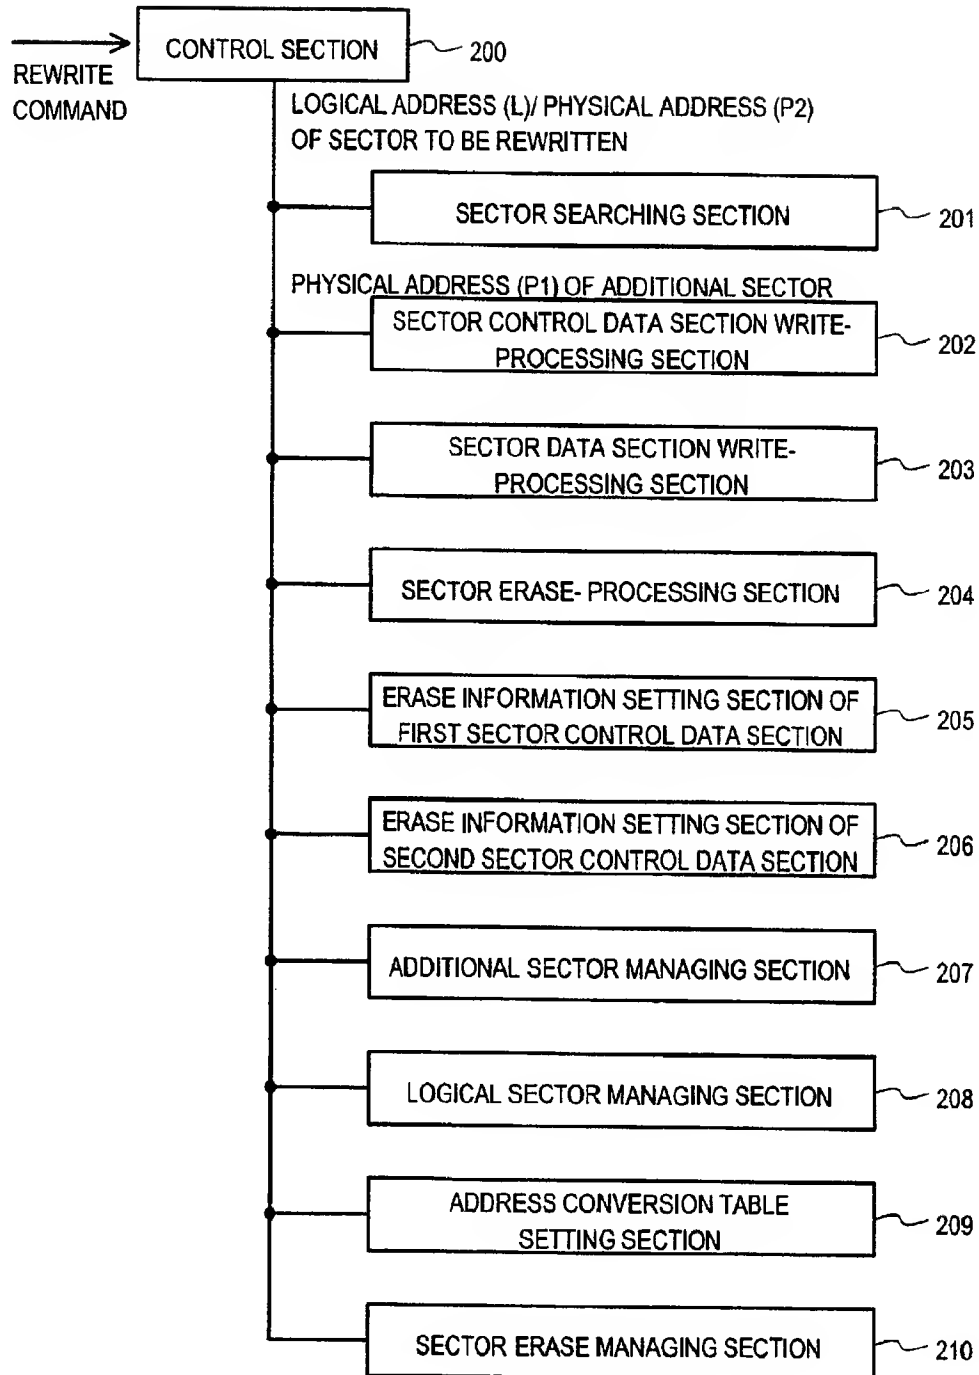 CONTROL SECTION
200
REWRITE
COMMAND
LOGICAL ADDRESS (L)/ PHYSICAL ADDRESS (P2)
OF SECTOR TO BE REWRITTEN
SECTOR SEARCHING SECTION
201
PHYSICAL ADDRESS (P1) OF ADDITIONAL SECTOR
SECTOR CONTROL DATA SECTION WRITE-
PROCESSING SECTION
202
SECTOR DATA SECTION WRITE-
PROCESSING SECTION
203
SECTOR ERASE- PROCESSING SECTION
204
ERASE INFORMATION SETTING SECTION OF
FIRST SECTOR CONTROL DATA SECTION
205
ERASE INFORMATION SETTING SECTION OF
SECOND SECTOR CONTROL DATA SECTION
206
ADDITIONAL SECTOR MANAGING SECTION
207
LOGICAL SECTOR MANAGING SECTION
208
ADDRESS CONVERSION TABLE
SETTING SECTION
209
SECTOR ERASE MANAGING SECTION
210